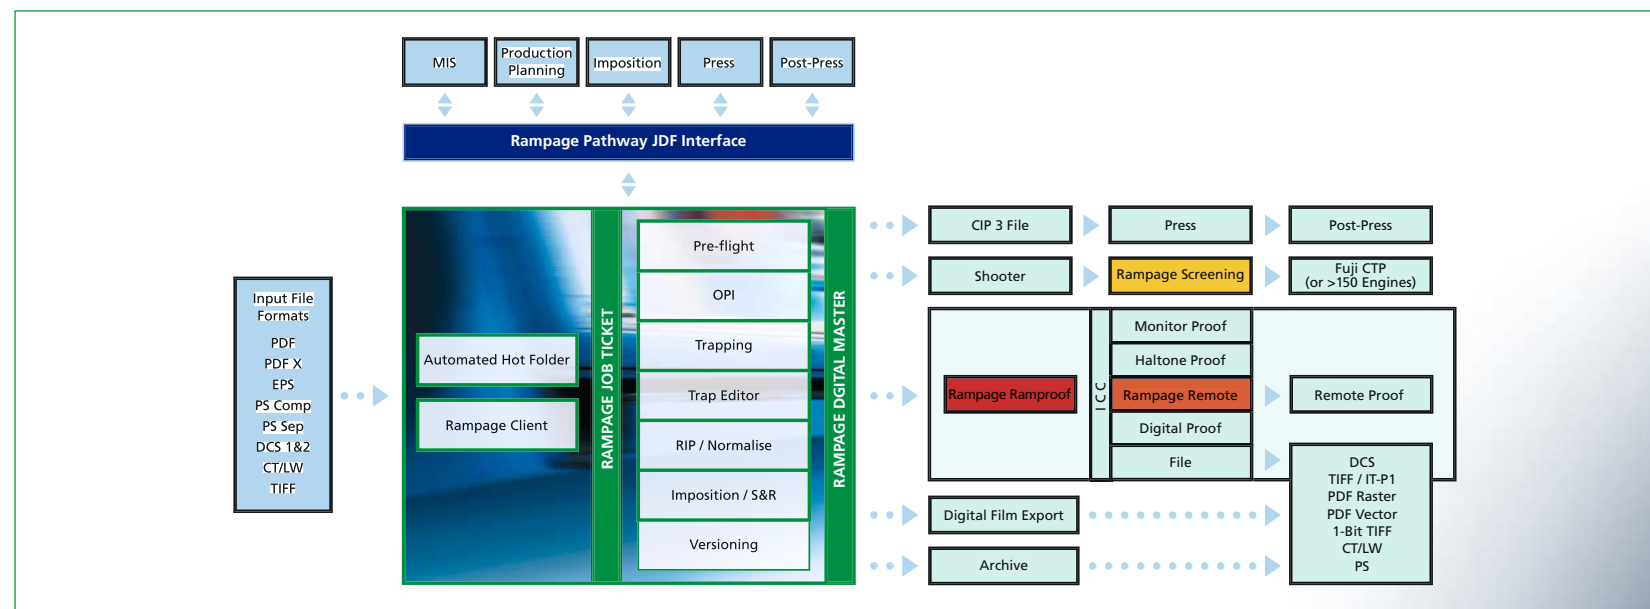 MIS
Production
Planning
Imposition
Press
Post-Press
Rampage Pathway JDF Interface
Input File
Formats
PDF
PDF X
EPS
PS Comp
PS Sep
DCS 1&2
CT/LW
TIFF
Automated Hot Folder
Rampage Client
RAMPAGE JOB TICKET
Pre-flight
OPI
Trapping
Trap Editor
RIP / Normalise
Imposition / S&R
Versioning
RAMPAGE DGITAL MASTER
CIP 3 File
Press
Post-Press
Shooter
Rampage Screening
Fuji CTP
(or >150 Engines)
Rampage Ramproof
ICC
Monitor Proof
Haltone Proof
Rampage Remote
Digital Proof
File
Remote Proof
Digital Film Export
Archive
DCS
TIFF / IT-P1
PDF Raster
PDF Vector
1-Bit TIFF
CT/LW
PS